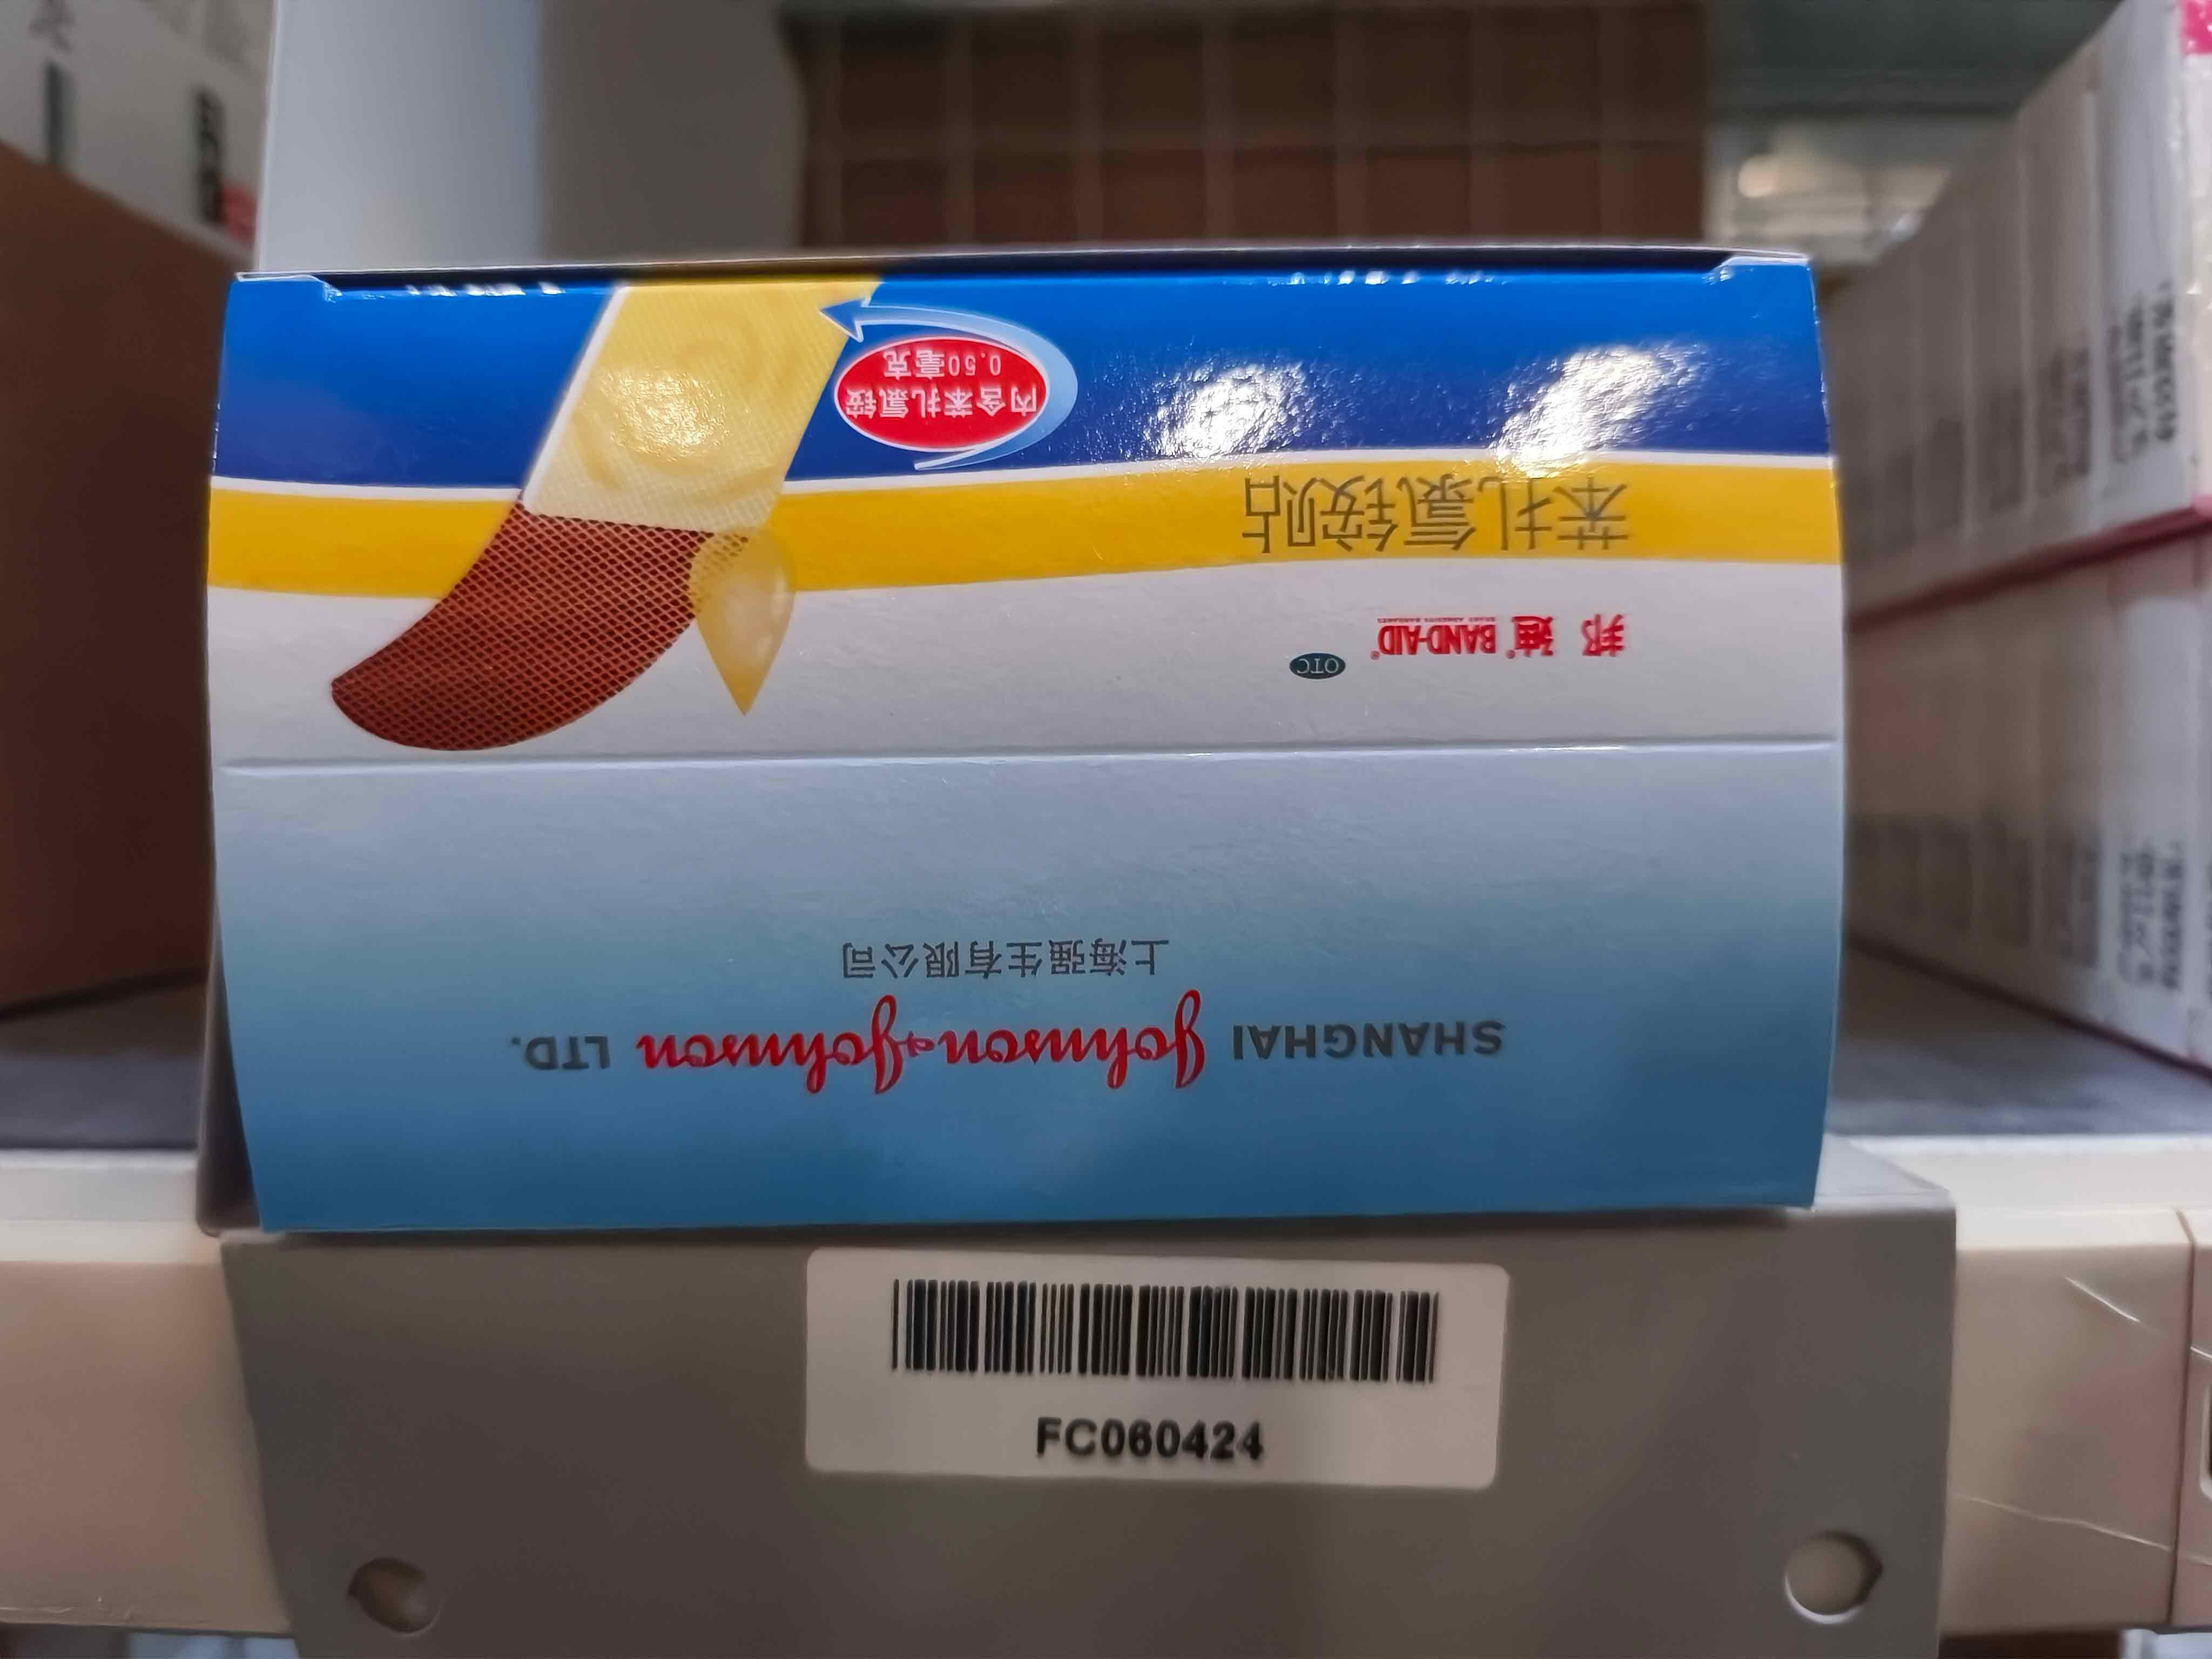 SHANGHAI Johnson & Johnson LTD.
上海强生有限公司
邦迪® BAND-AID®
OTC
苯扎氯铵贴
内含苯扎氯铵
0.50毫克
FC060424